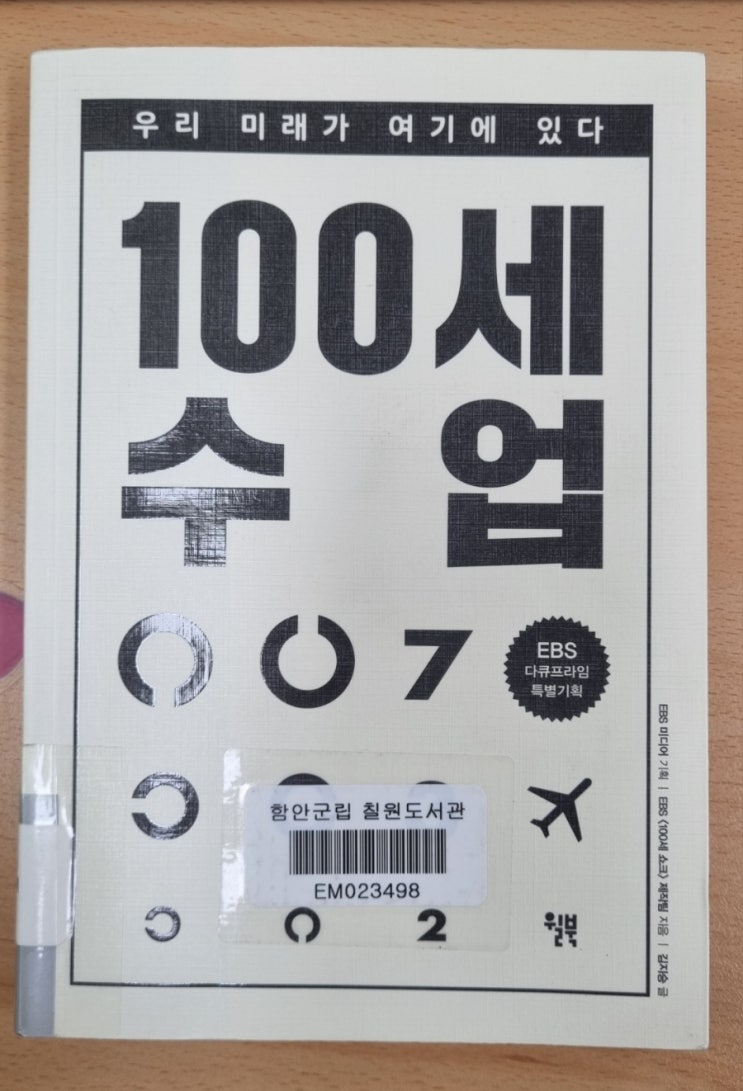 우리 미래가 여기에 있다
100세
수업
7
EBS
다큐프라임
특별기획
함안군립 칠원도서관
EM023498
2
월북
EBS 미디어 기획 | EBS 〈100세 쇼크〉 제작팀 지음 | 김지승 글